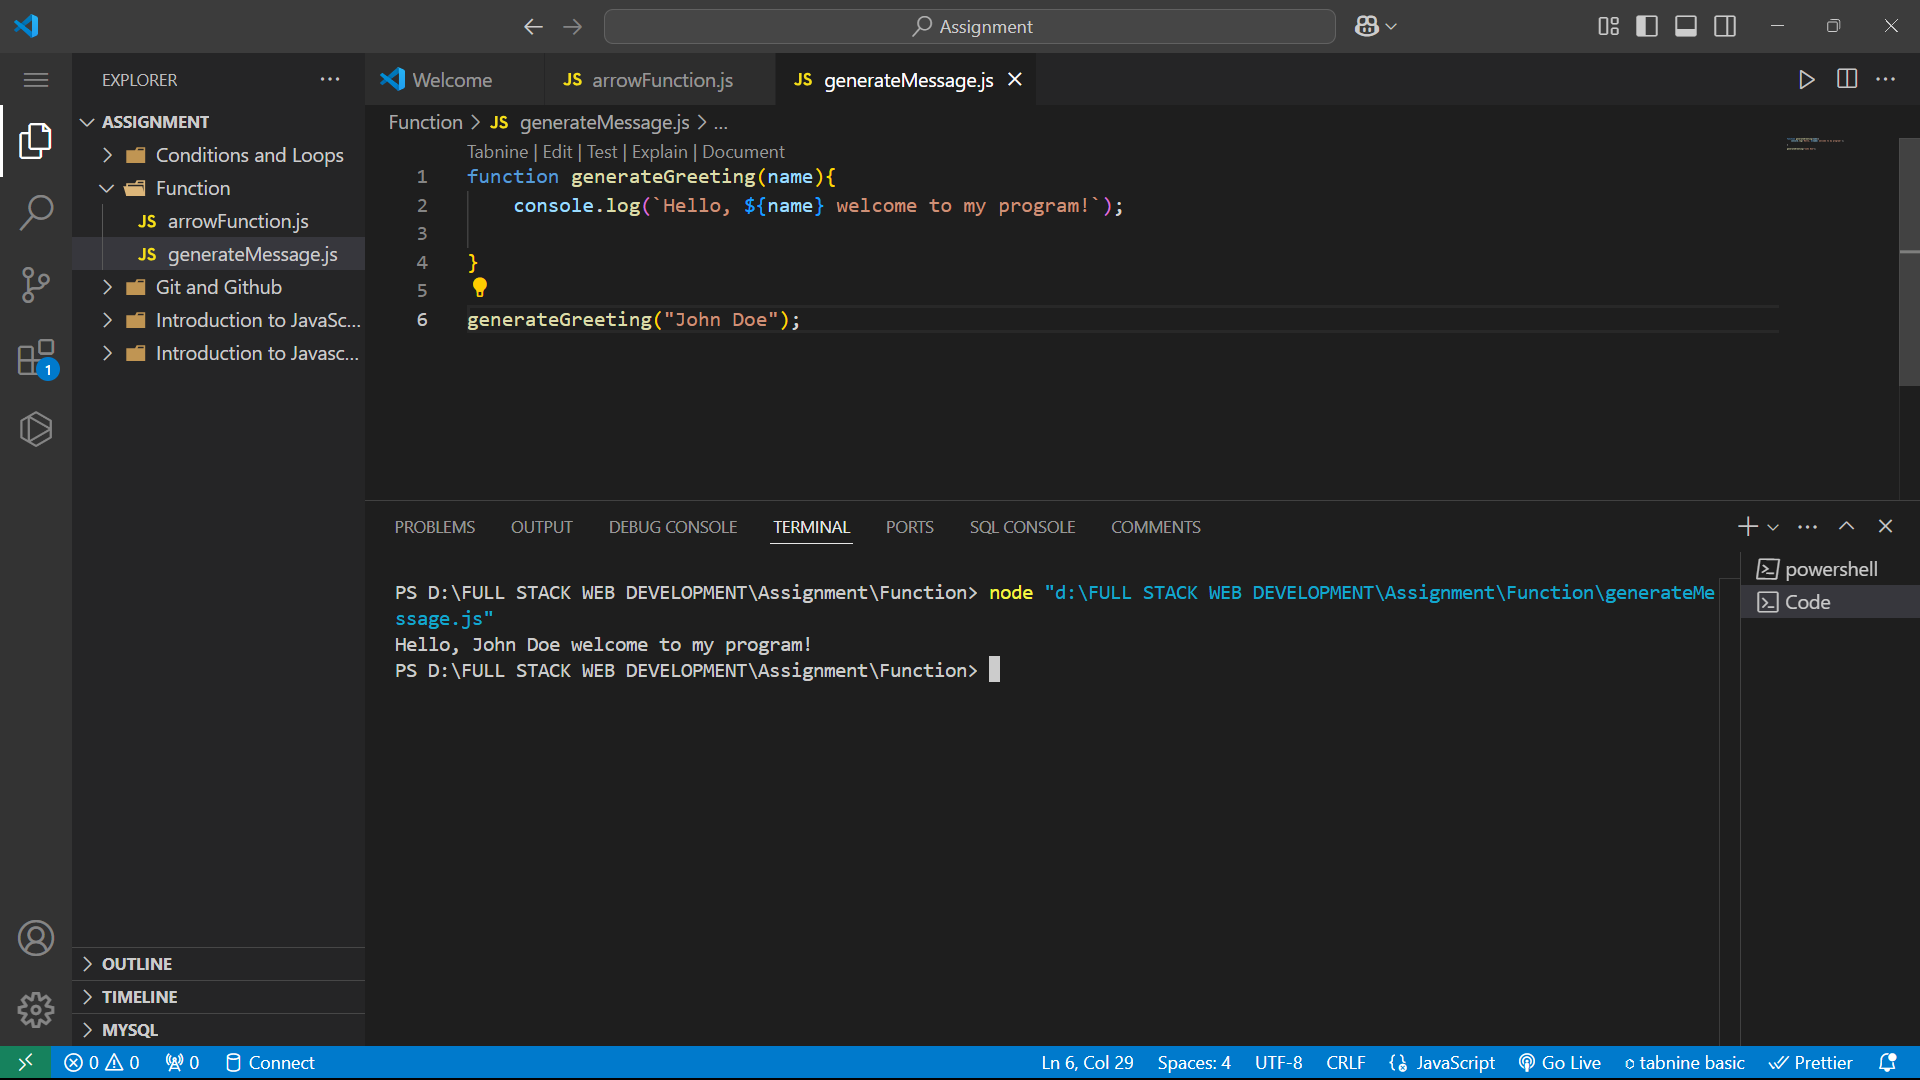 Assignment
EXPLORER
Welcome
JS arrowFunction.js
JS generateMessage.js
ASSIGNMENT
Conditions and Loops
Function
JS arrowFunction.js
JS generateMessage.js
Git and Github
Introduction to JavaSc...
Introduction to Javasc...
1
OUTLINE
TIMELINE
MYSQL
Function > JS generateMessage.js > ...
Tabnine | Edit | Test | Explain | Document
1 function generateGreeting(name){
2 console.log(`Hello, ${name} welcome to my program!`);
3
4 }
5
6 generateGreeting("John Doe");
PROBLEMS OUTPUT DEBUG CONSOLE TERMINAL PORTS SQL CONSOLE COMMENTS
PS D:\FULL STACK WEB DEVELOPMENT\Assignment\Function> node "d:\FULL STACK WEB DEVELOPMENT\Assignment\Function\generateMe
ssage.js"
Hello, John Doe welcome to my program!
PS D:\FULL STACK WEB DEVELOPMENT\Assignment\Function>
powershell
Code
0 0 0 Connect Ln 6, Col 29 Spaces: 4 UTF-8 CRLF JavaScript Go Live tabnine basic Prettier